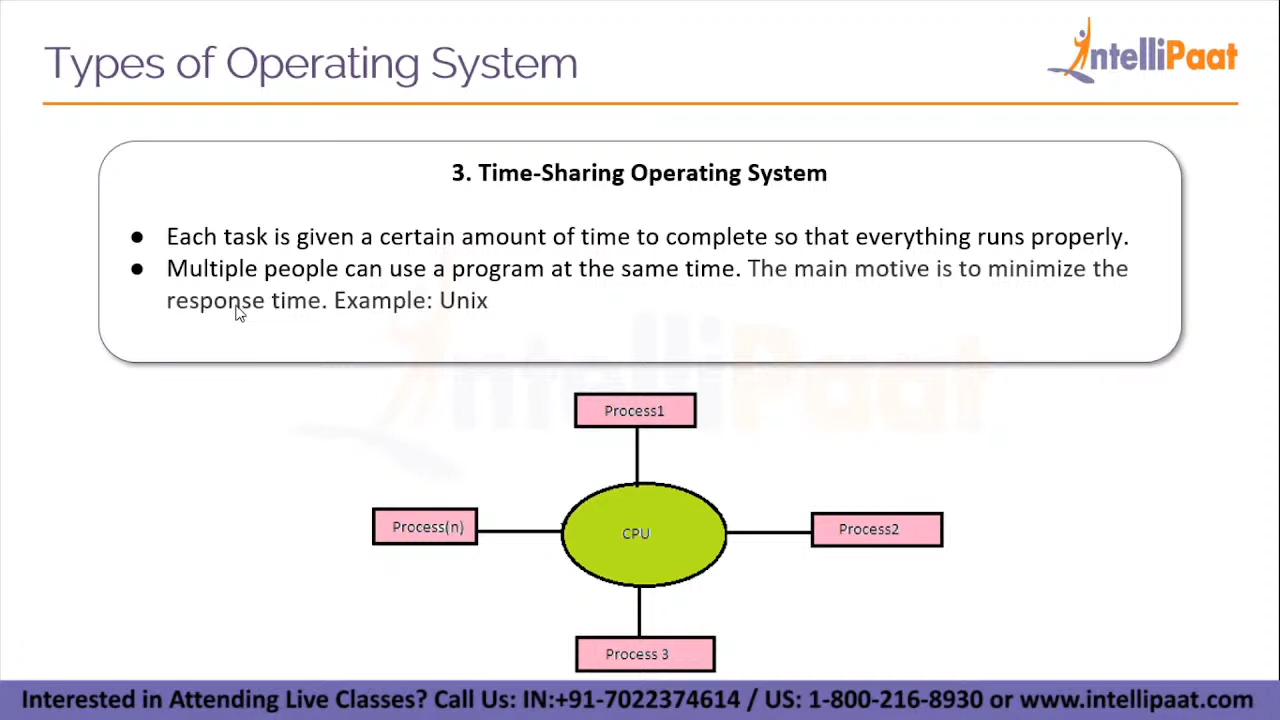 Types of Operating System
IntelliPaat
3. Time-Sharing Operating System
● Each task is given a certain amount of time to complete so that everything runs properly.
● Multiple people can use a program at the same time. The main motive is to minimize the
response time. Example: Unix
IntelliPaat
Process1
Process(n)
CPU
Process2
Process 3
Interested in Attending Live Classes? Call Us: IN:+91-7022374614 / US: 1-800-216-8930 or www.intellipaat.com